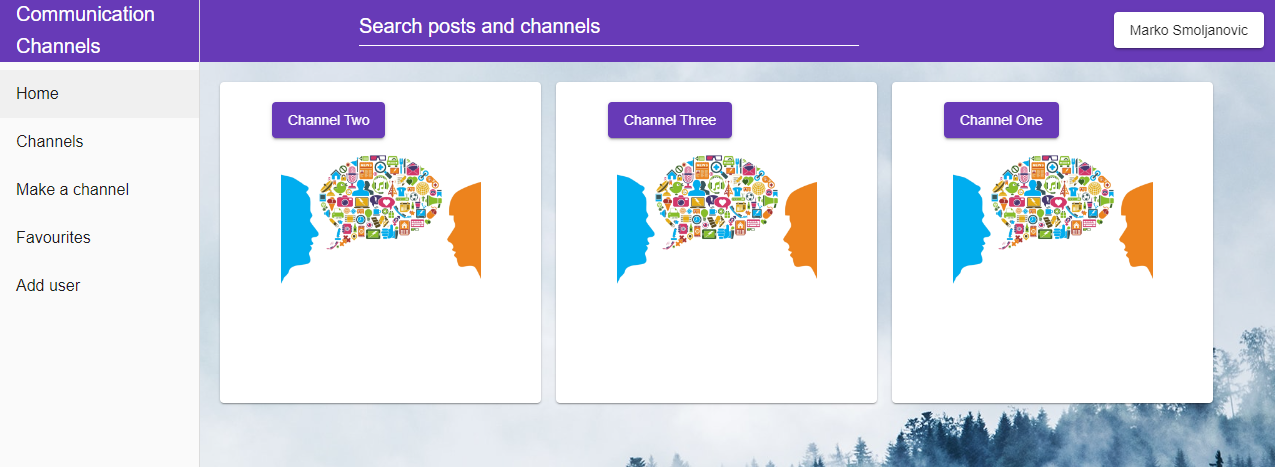 Communication
Channels
Search posts and channels
Marko Smoljanovic
Home
Channels
Make a channel
Favourites
Add user
Channel Two
Channel Three
Channel One